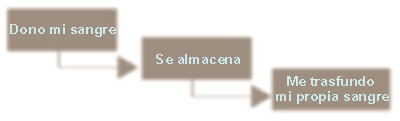 Dono mi sangre
Se almacena
Me trasfundo
mi propia sangre